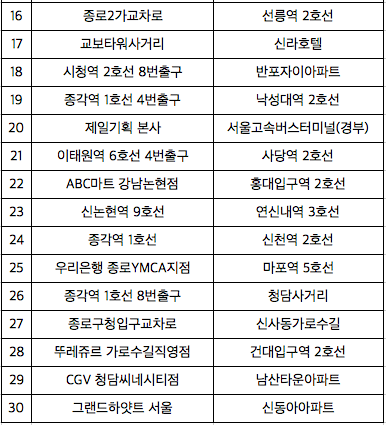 16 종로2가교차로 선릉역 2호선
17 교보타워사거리 신라호텔
18 시청역 2호선 8번출구 반포자이아파트
19 종각역 1호선 4번출구 낙성대역 2호선
20 제일기획 본사 서울고속버스터미널(경부)
21 이태원역 6호선 4번출구 사당역 2호선
22 ABC마트 강남논현점 홍대입구역 2호선
23 신논현역 9호선 연신내역 3호선
24 종각역 1호선 신천역 2호선
25 우리은행 종로YMCA지점 마포역 5호선
26 종각역 1호선 8번출구 청담사거리
27 종로구청입구교차로 신사동가로수길
28 뚜레쥬르 가로수길직영점 건대입구역 2호선
29 CGV 청담씨네시티점 남산타운아파트
30 그랜드하얏트 서울 신동아아파트